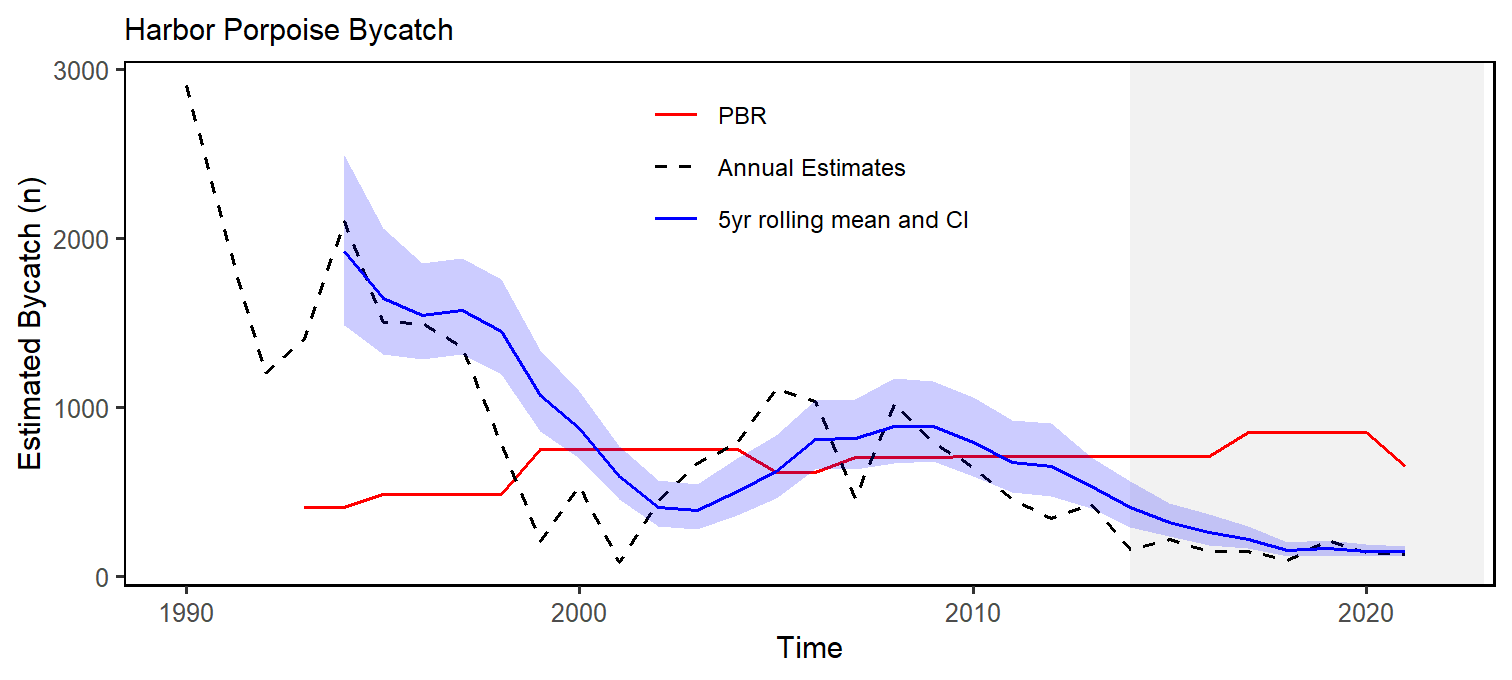 Harbor Porpoise Bycatch
3000
2000
1000
0
Estimated Bycatch (n)
PBR
Annual Estimates
5yr rolling mean and CI
1990
2000
2010
2020
Time